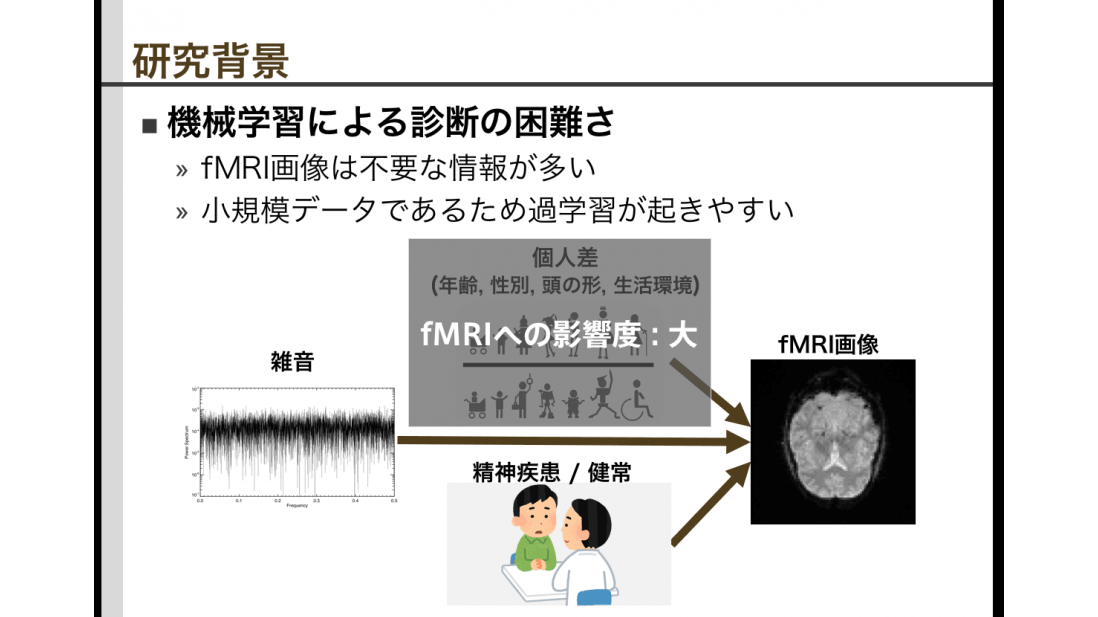 研究背景
■ 機械学習による診断の困難さ
» fMRI画像は不要な情報が多い
» 小規模データであるため過学習が起きやすい
個人差
(年齢, 性別, 頭の形, 生活環境)
fMRIへの影響度 : 大
fMRI画像
雑音
Power Spectrum
0.0 0.1 0.2 0.3 0.4 0.5
Frequency
精神疾患 / 健常